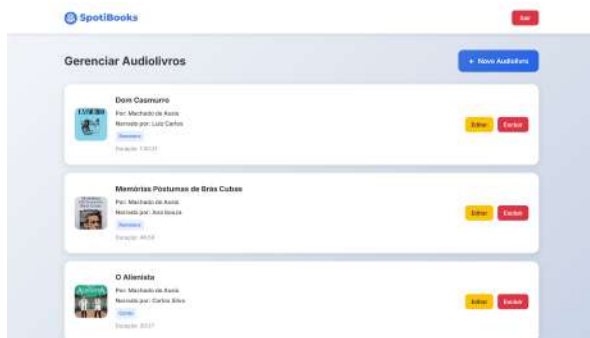 SpotiBooks
Sair
Gerenciar Audiolivros
+ Novo Audiolivro
Dom Casmurro
Por: Machado de Assis
Narrado por: Luiz Carlos
Romance
Editar
Excluir
Memórias Póstumas de Brás Cubas
Por: Machado de Assis
Narrado por: Ana Souza
Romance
Editar
Excluir
O Alienista
Por: Machado de Assis
Narrado por: Carlos Silva
Conto
Editar
Excluir